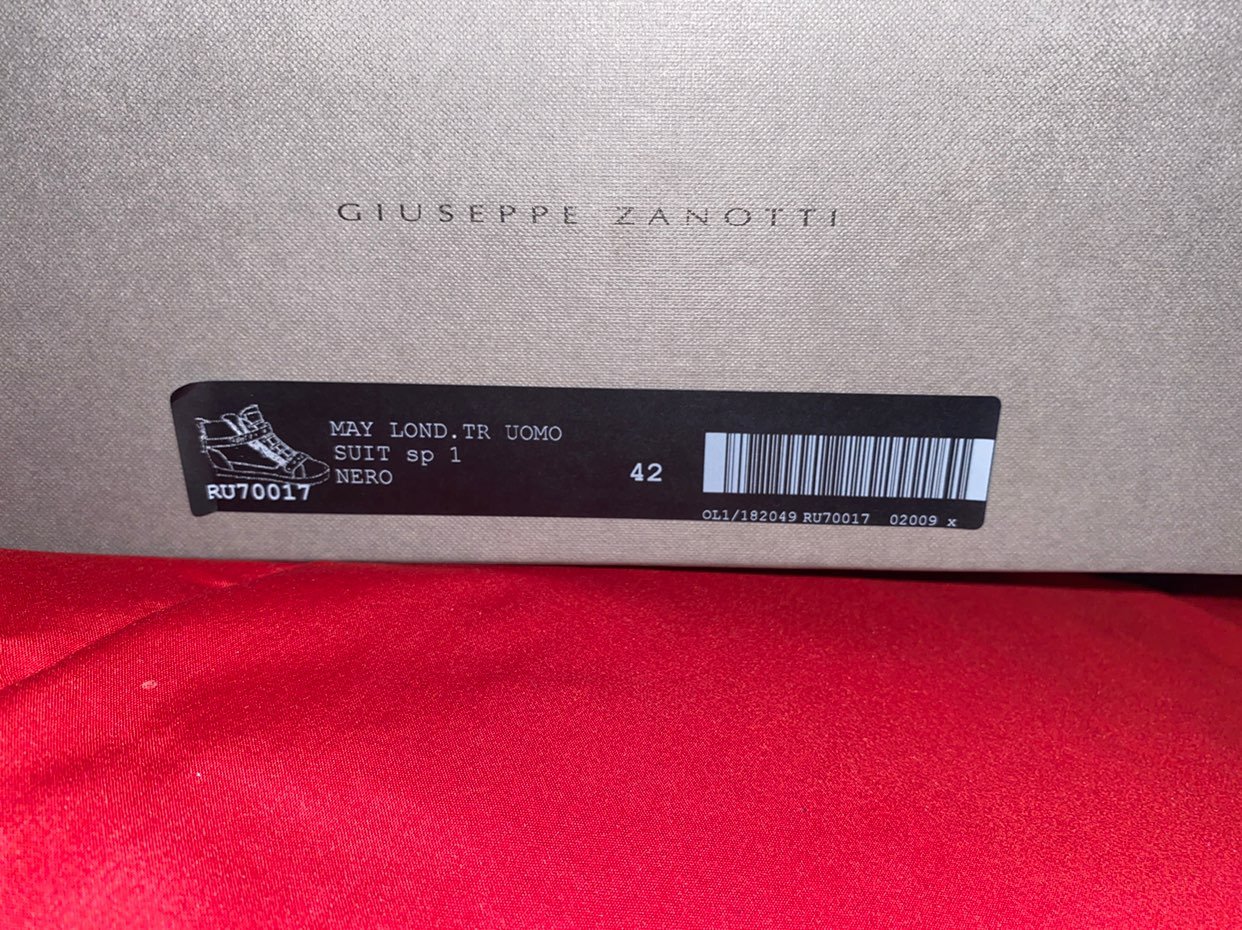 GIUSEPPE ZANOTTI
MAY LOND.TR UOMO
SUIT sp 1
NERO
RU70017
42
OL1/182049 RU70017 02009 x